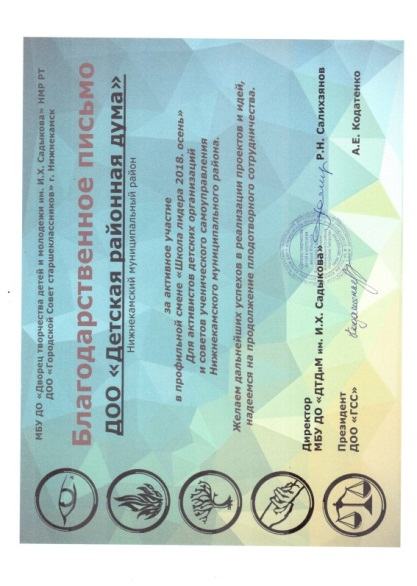 МБУ ДО «Дворец творчества детей и молодежи им. И.Х. Садыкова» НМР РТ
ДОО «Городской Совет старшеклассников» г. Нижнекамск
Благодарственное письмо
ДОО «Детская районная дума»
Нижнекамский муниципальный район
за активное участие
в профильной смене «Школа лидера 2018. осень»
Для активистов детских организаций
и советов ученического самоуправления
Нижнекамского муниципального района.
Желаем дальнейших успехов в реализации проектов и идей,
надеемся на продолжение плодотворного сотрудничества.
Директор
МБУ ДО «ДТДиМ им. И.Х. Садыкова» Р.Н. Салихзянов
Президент
ДОО «ГСС» А.Е. Кодатенко